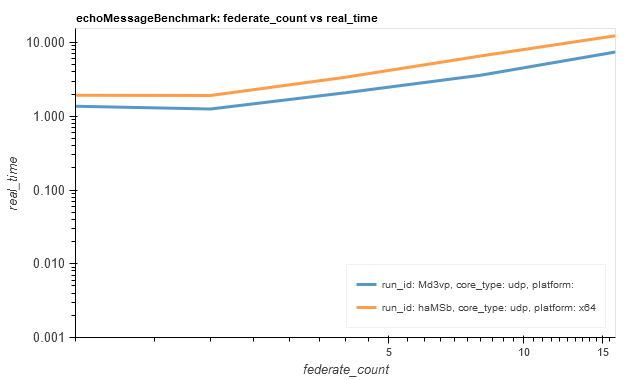 echoMessageBenchmark: federate_count vs real_time
10.000
1.000
0.100
0.010
0.001
real_time
run_id: Md3vp, core_type: udp, platform:
run_id: haMSb, core_type: udp, platform: x64
5
10
15
federate_count